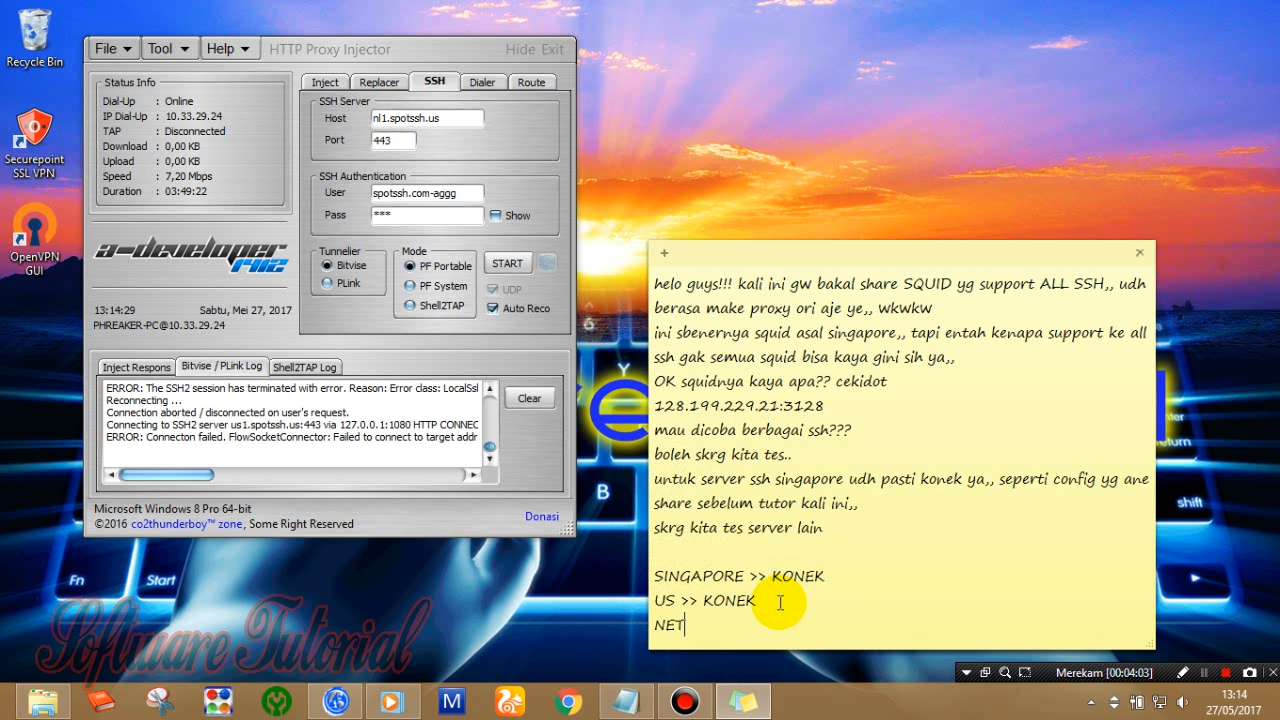 Recycle Bin
Securepoint
SSL VPN
OpenVPN
GUI
File Tool Help HTTP Proxy Injector Hide Exit
Status Info
Dial-Up : Online
IP Dial-Up : 10.33.29.24
TAP : Disconnected
Download : 0,00 KB
Upload : 0,00 KB
Speed : 7,20 Mbps
Duration : 03:49:22
a-developer
1412
13:14:29 Sabtu, Mei 27, 2017
PHREAKER-PC@10.33.29.24
Inject Replacer SSH Dialer Route
SSH Server
Host nl1.spotssh.us
Port 443
SSH Authentication
User spotssh.com-aggg
Pass *** Show
Tunnelier
Bitvise
PLink
Mode
PF Portable
PF System
Shell2TAP
START
UDP
Auto Reco
Inject Respons Bitvise / PLink Log Shell2TAP Log
ERROR: The SSH2 session has terminated with error. Reason: Error class: LocalSsl
Reconnecting ...
Connection aborted / disconnected on user's request.
Connecting to SSH2 server us1.spotssh.us:443 via 127.0.0.1:1080 HTTP CONNEC
ERROR: Connecton failed. FlowSocketConnector: Failed to connect to target addr
Clear
Microsoft Windows 8 Pro 64-bit
©2016 co2thunderboy™ zone, Some Right Reserved
Donasi
helo guys!!! kali ini gw bakal share SQUID yg support ALL SSH,, udh
berasa make proxy ori aje ye,, wkwkw
ini sbenernya squid asal singapore,, tapi entah kenapa support ke all
ssh gak semua squid bisa kaya gini sih ya,,
OK squidnya kaya apa?? cekidot
128.199.229.21:3128
mau dicoba berbagai ssh???
boleh skrg kita tes..
untuk server ssh singapore udh pasti konek ya,, seperti config yg ane
share sebelum tutor kali ini,,
skrg kita tes server lain
SINGAPORE >> KONEK
US >> KONEK
NET
6
Y
B
Fn
Start
shift
Software Tutorial
Merekam [00:04:03]
M
13:14
27/05/2017